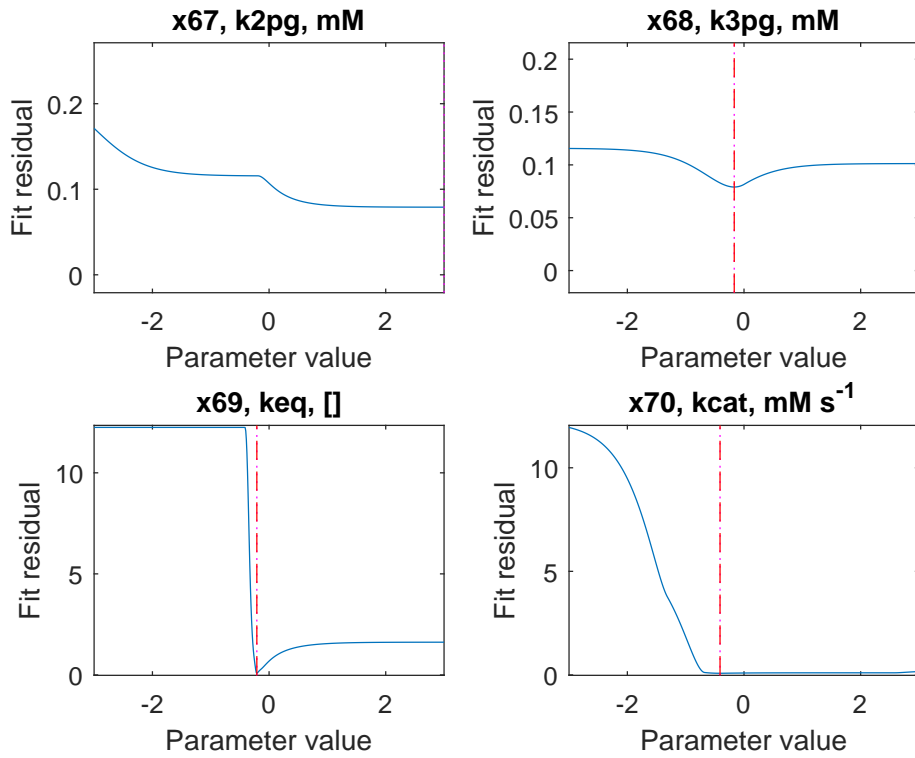 x67, k2pg, mM
0.2
0.1
0
Fit residual
-2
0
2
Parameter value
x68, k3pg, mM
0.2
0.15
0.1
0.05
0
Fit residual
-2
0
2
Parameter value
x69, keq, []
10
5
0
Fit residual
-2
0
2
Parameter value
x70, kcat, mM s⁻¹
10
5
0
Fit residual
-2
0
2
Parameter value